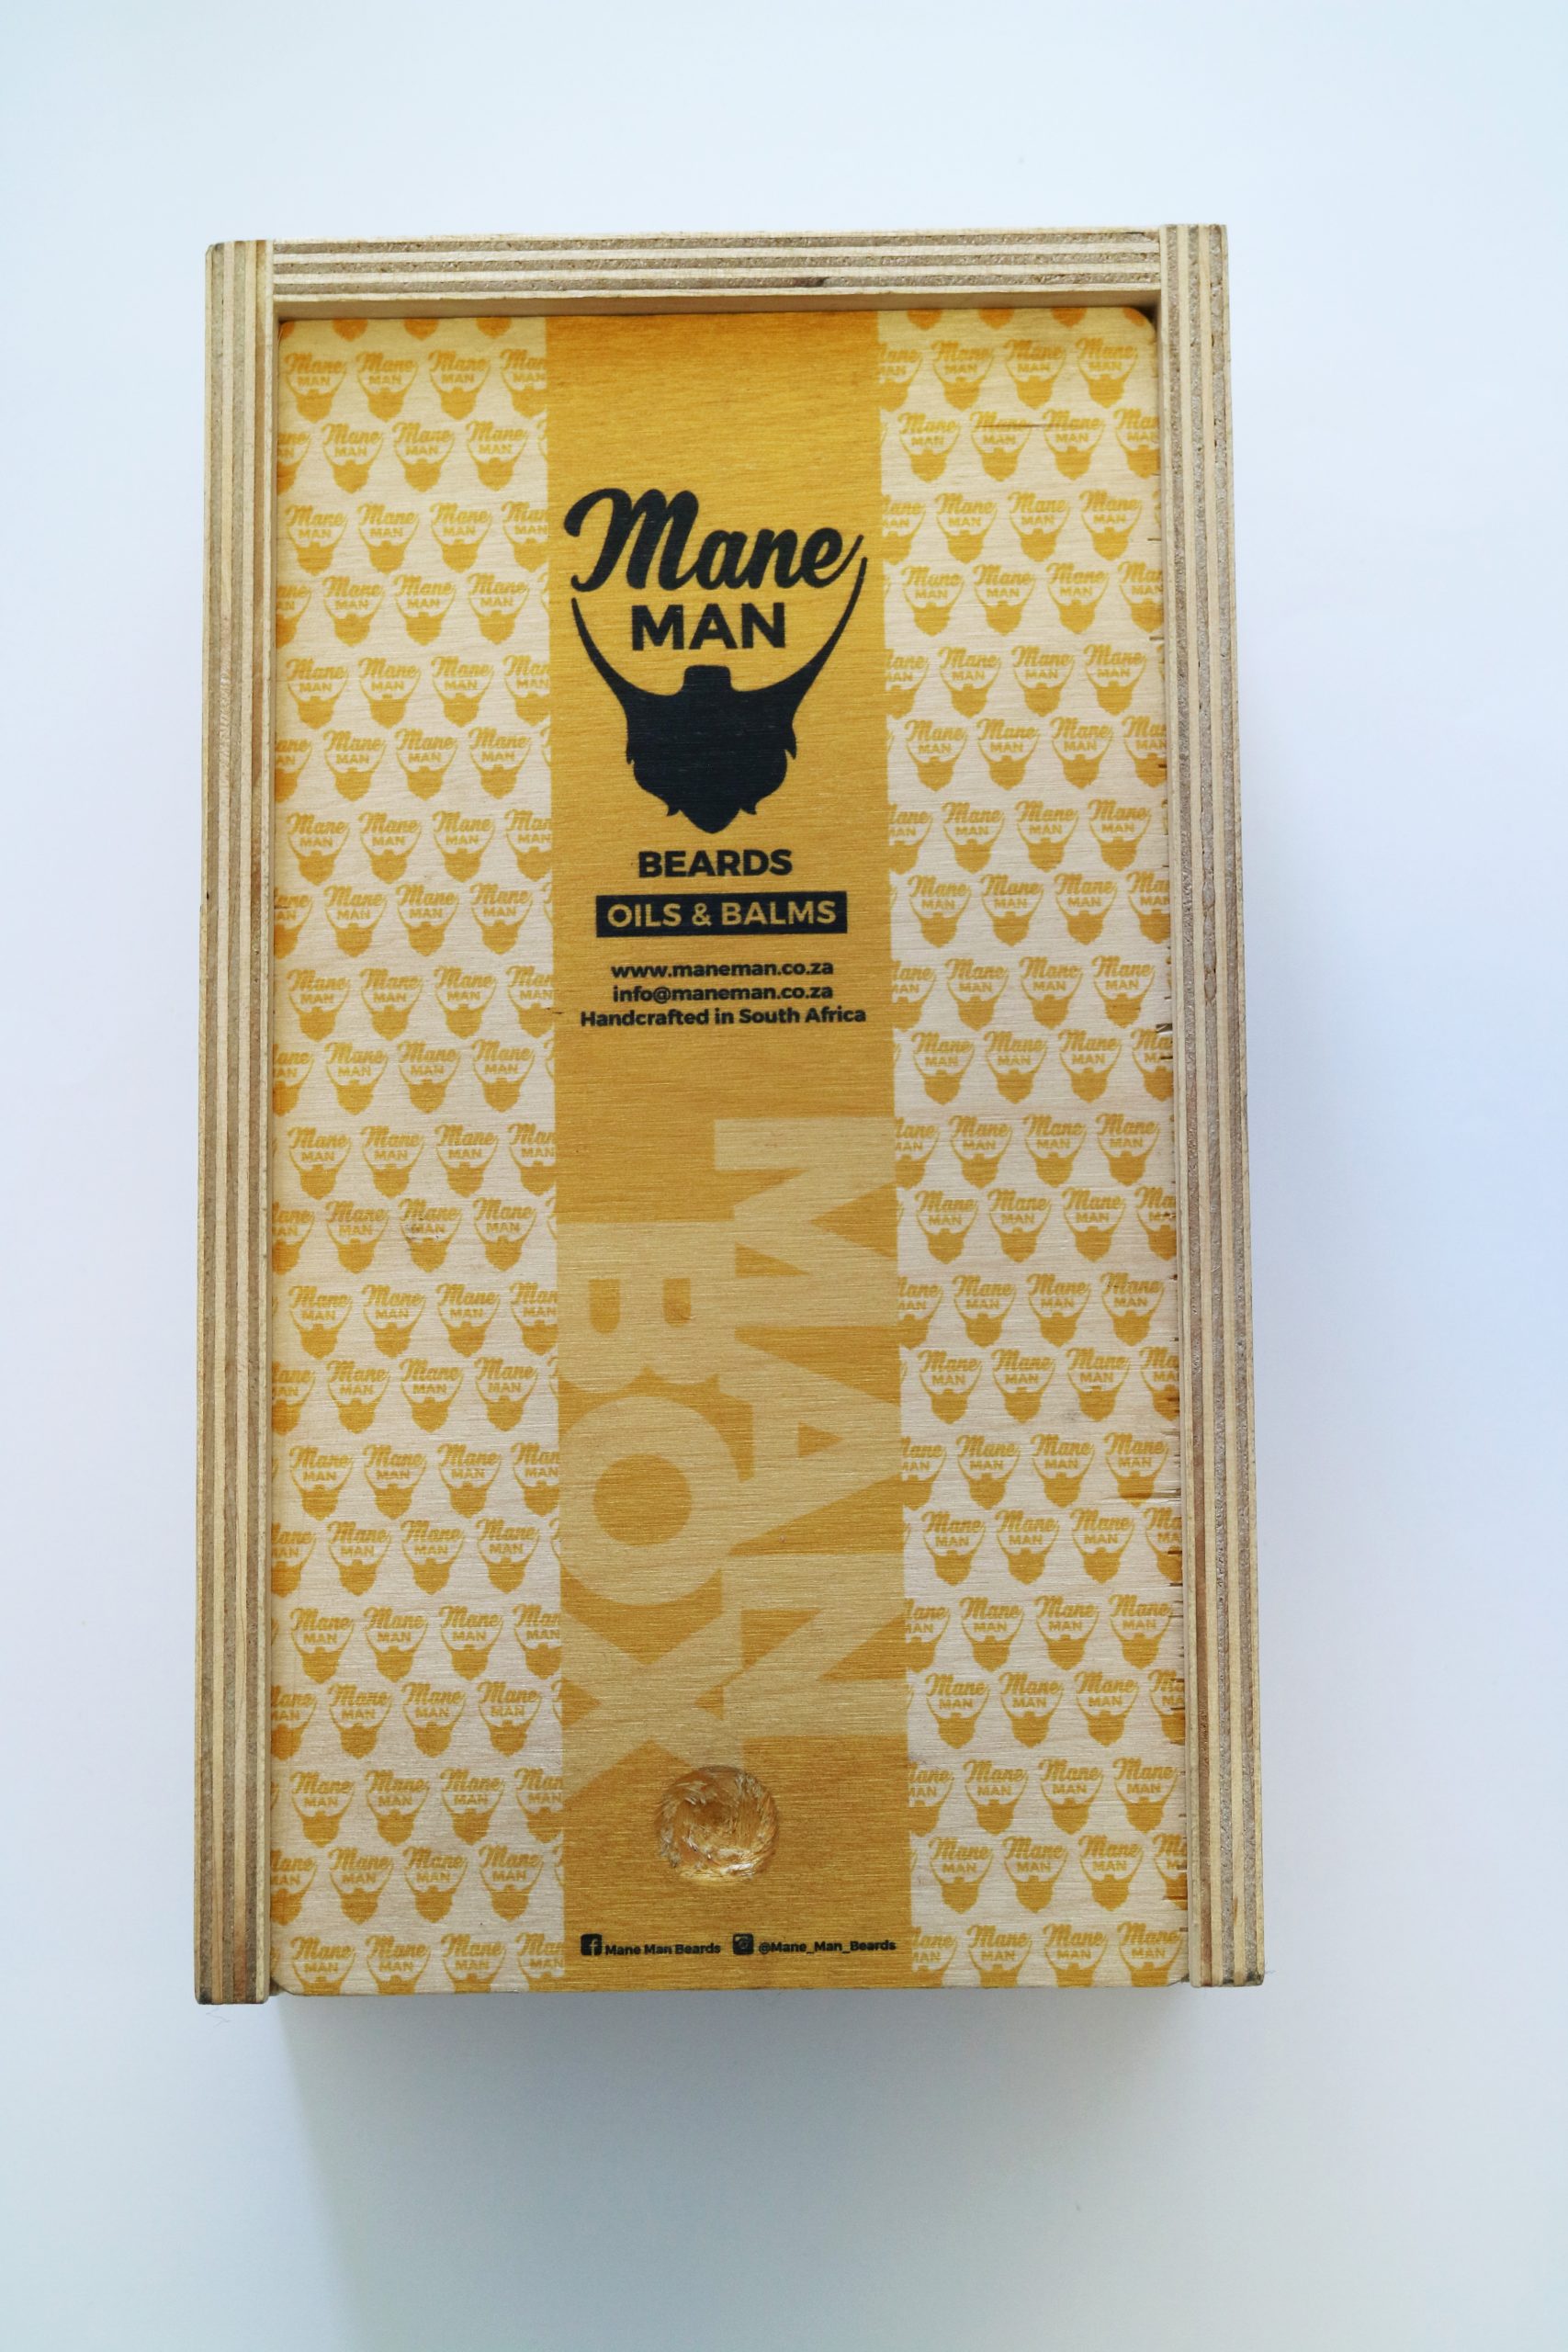 Mane
MAN
BEARDS
OILS & BALMS
www.maneman.co.za
info@maneman.co.za
Handcrafted in South Africa
MAN
BOX
Mane Man Beards @Mane_Man_Beards